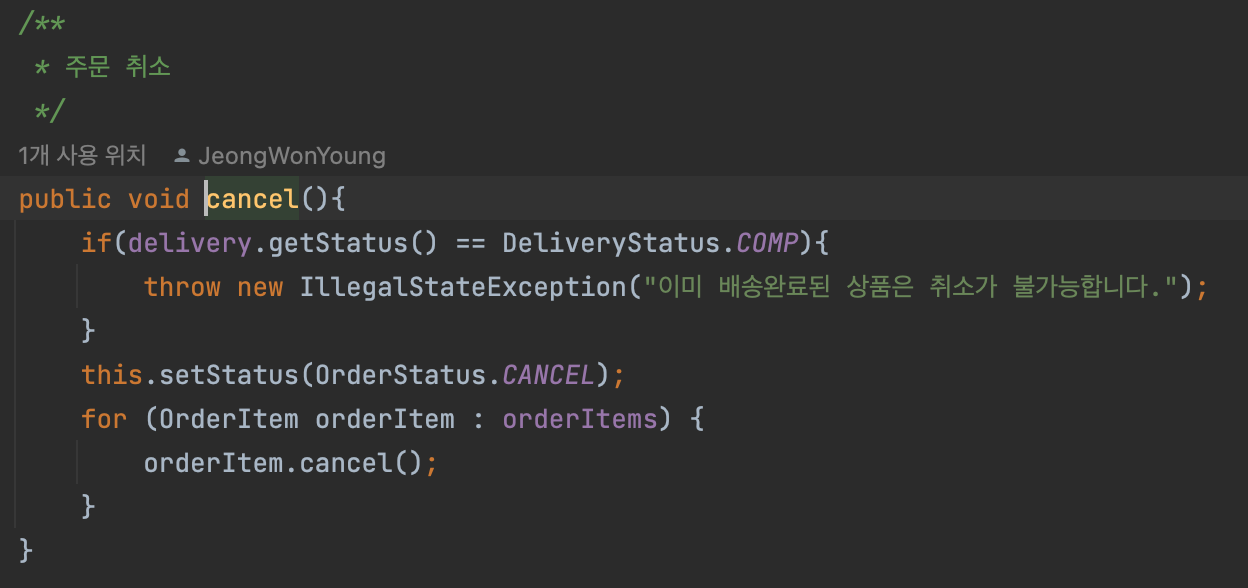 /**
 * 주문 취소
 */
1개 사용 위치 JeongWonYoung
public void cancel(){
    if(delivery.getStatus() == DeliveryStatus.COMP){
        throw new IllegalStateException("이미 배송완료된 상품은 취소가 불가능합니다.");
    }
    this.setStatus(OrderStatus.CANCEL);
    for (OrderItem orderItem : orderItems) {
        orderItem.cancel();
    }
}